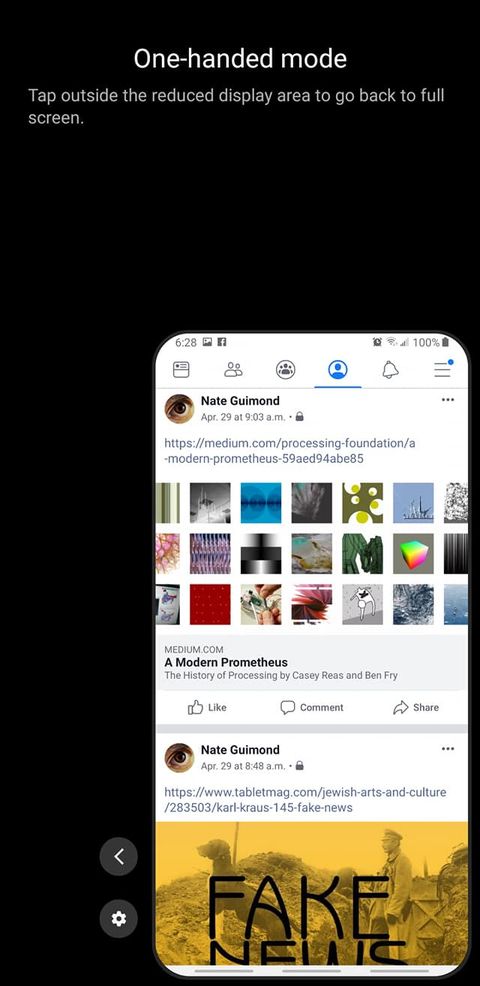 One-handed mode
Tap outside the reduced display area to go back to full
screen.
6:28
100%
Nate Guimond
Apr. 29 at 9:03 a.m. •
https://medium.com/processing-foundation/a
-modern-prometheus-59aed94abe85
MEDIUM.COM
A Modern Prometheus
The History of Processing by Casey Reas and Ben Fry
Like Comment Share
Nate Guimond
Apr. 29 at 8:48 a.m. •
https://www.tabletmag.com/jewish-arts-and-culture
/283503/karl-kraus-145-fake-news
FAKE
NEWS